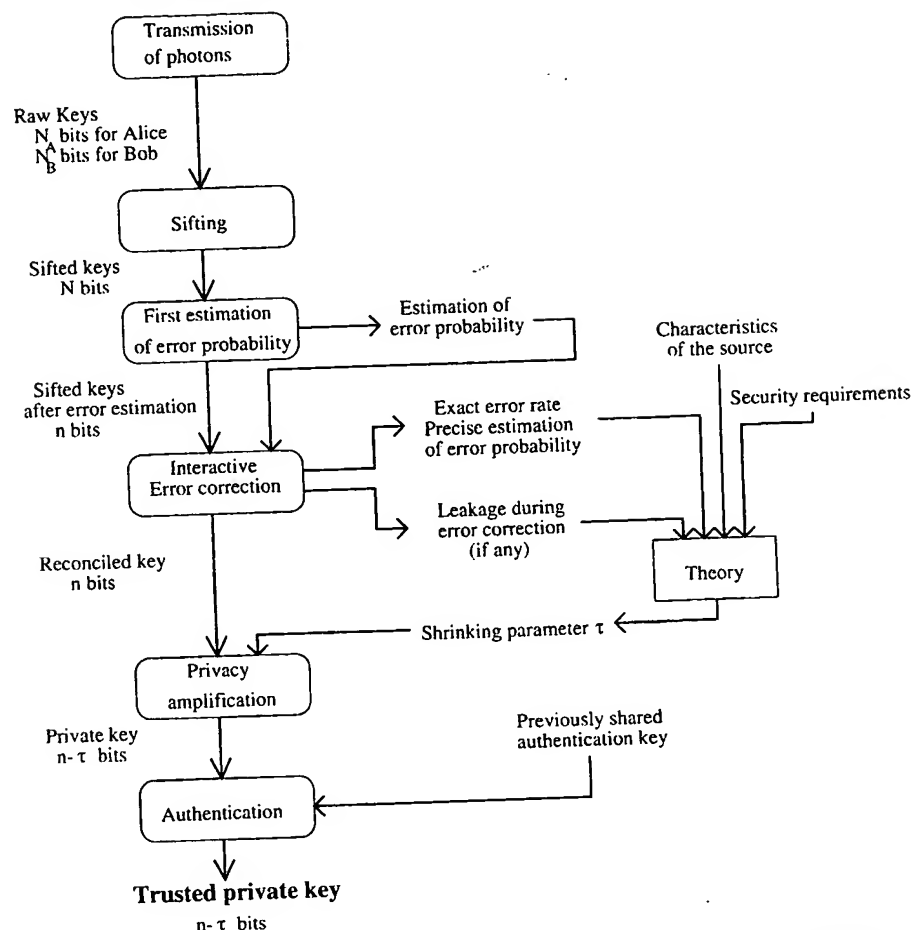 Transmission
of photons
Raw Keys
N_A bits for Alice
N_B bits for Bob
Sifting
Sifted keys
N bits
First estimation
of error probability
Estimation of
error probability
Characteristics
of the source
Security requirements
Sifted keys
after error estimation
n bits
Exact error rate
Precise estimation
of error probability
Interactive
Error correction
Leakage during
error correction
(if any)
Theory
Reconciled key
n bits
Shrinking parameter τ
Privacy
amplification
Private key
n- τ bits
Previously shared
authentication key
Authentication
Trusted private key
n- τ bits